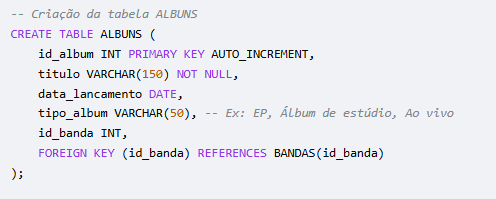 -- Criação da tabela ALBUNS
CREATE TABLE ALBUNS (
    id_album INT PRIMARY KEY AUTO_INCREMENT,
    titulo VARCHAR(150) NOT NULL,
    data_lancamento DATE,
    tipo_album VARCHAR(50), -- Ex: EP, Álbum de estúdio, Ao vivo
    id_banda INT,
    FOREIGN KEY (id_banda) REFERENCES BANDAS(id_banda)
);